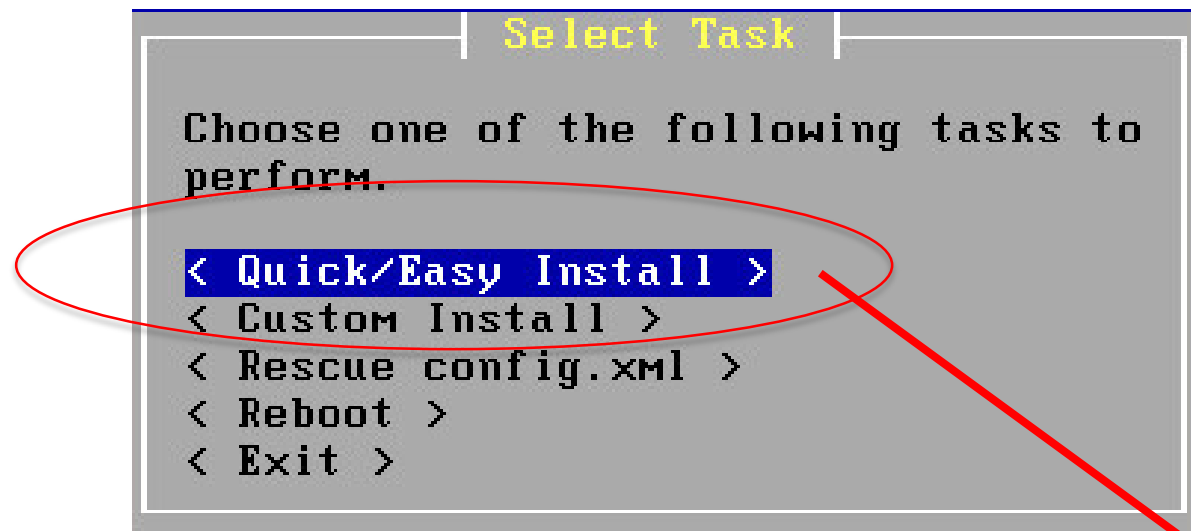 Select Task
Choose one of the following tasks to
perform.
< Quick/Easy Install >
< Custom Install >
< Rescue config.xml >
< Reboot >
< Exit >